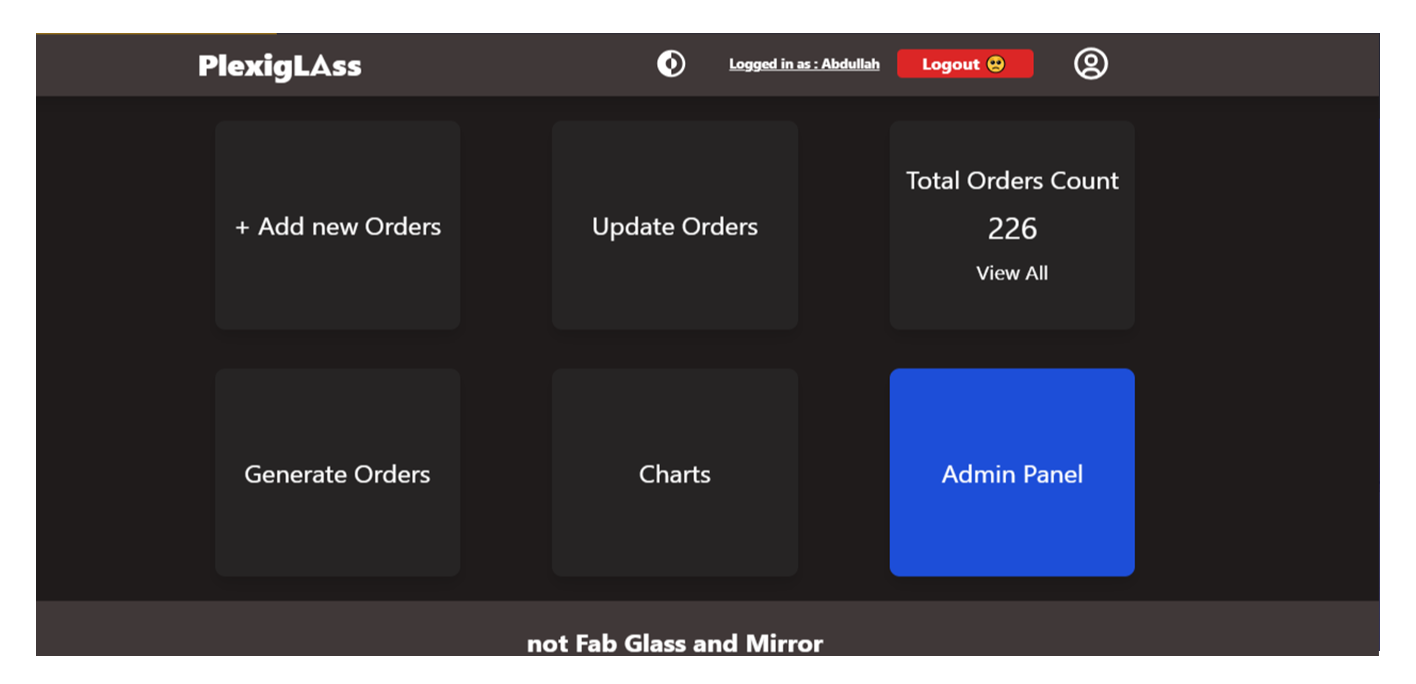 PlexigLAss
Logged in as : Abdullah
Logout 🥺
+ Add new Orders
Update Orders
Total Orders Count
226
View All
Generate Orders
Charts
Admin Panel
not Fab Glass and Mirror